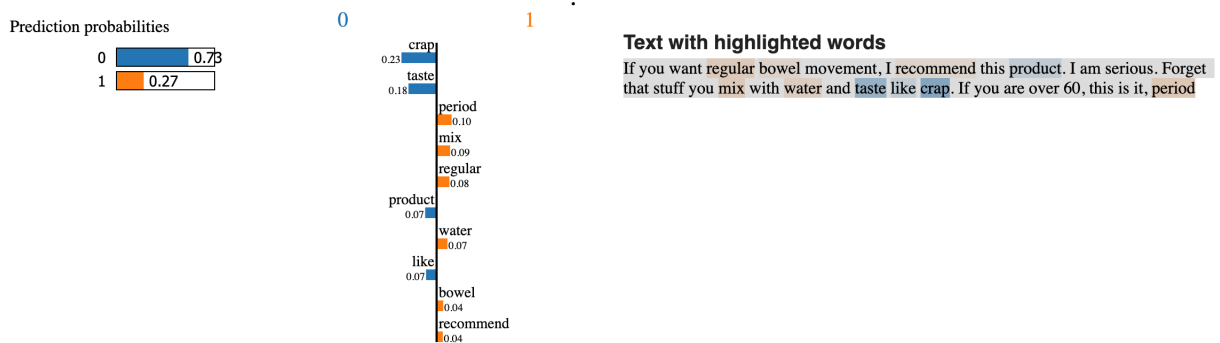 Prediction probabilities
0 0.73
1 0.27
0 1
crap
0.23
taste
0.18
period
0.10
mix
0.09
regular
0.08
product
0.07
water
0.07
like
0.07
bowel
0.04
recommend
0.04
Text with highlighted words
If you want regular bowel movement, I recommend this product. I am serious. Forget
that stuff you mix with water and taste like crap. If you are over 60, this is it, period